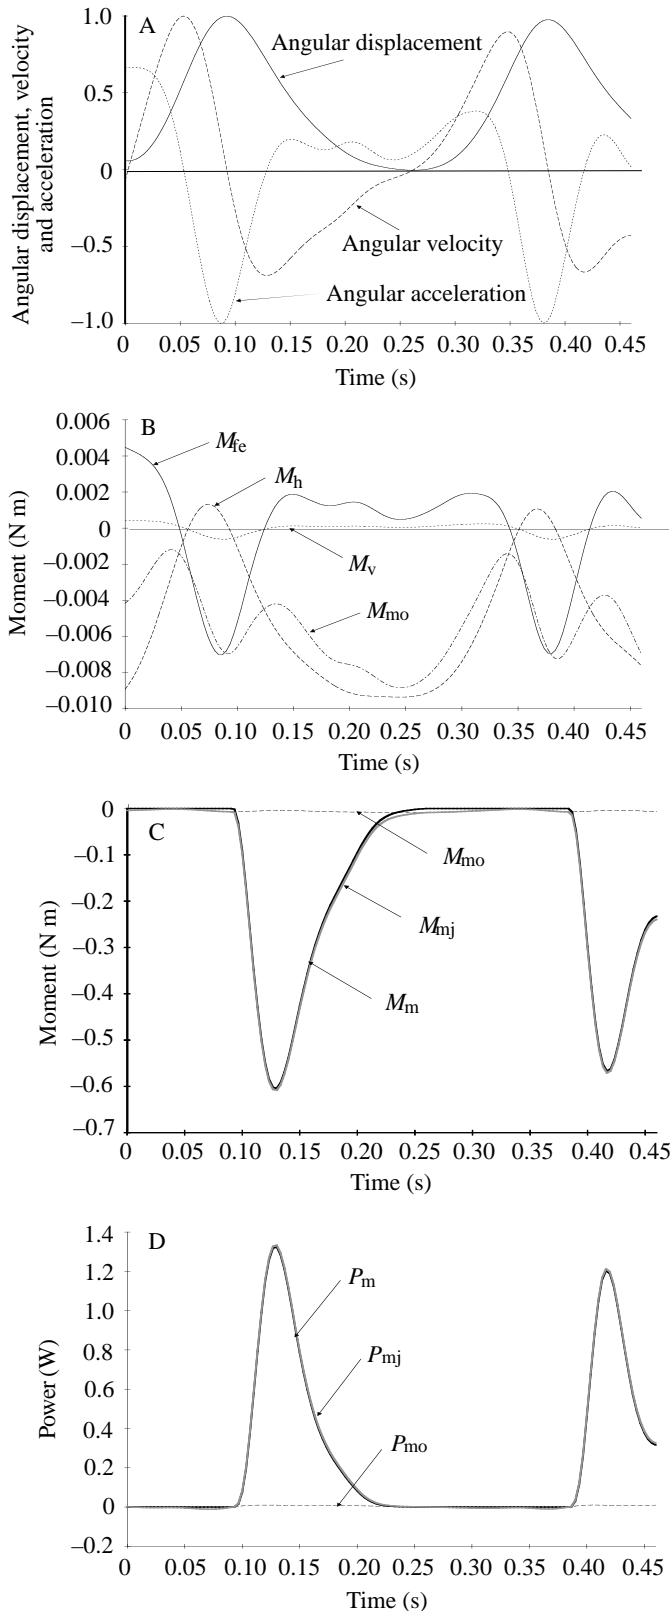 A
Angular displacement, velocity
and acceleration
1.0
0.5
0
–0.5
–1.0
Angular displacement
Angular velocity
Angular acceleration
0 0.05 0.10 0.15 0.20 0.25 0.30 0.35 0.40 0.45
Time (s)
B
Moment (N m)
0.006
0.004
0.002
0
–0.002
–0.004
–0.006
–0.008
–0.010
Mfe
Mh
Mv
Mmo
0 0.05 0.10 0.15 0.20 0.25 0.30 0.35 0.40 0.45
Time (s)
C
Moment (N m)
0
–0.1
–0.2
–0.3
–0.4
–0.5
–0.6
–0.7
Mmo
Mmj
Mm
0 0.05 0.10 0.15 0.20 0.25 0.30 0.35 0.40 0.45
Time (s)
D
Power (W)
1.4
1.2
1.0
0.8
0.6
0.4
0.2
0
–0.2
Pm
Pmj
Pmo
0 0.05 0.10 0.15 0.20 0.25 0.30 0.35 0.40 0.45
Time (s)